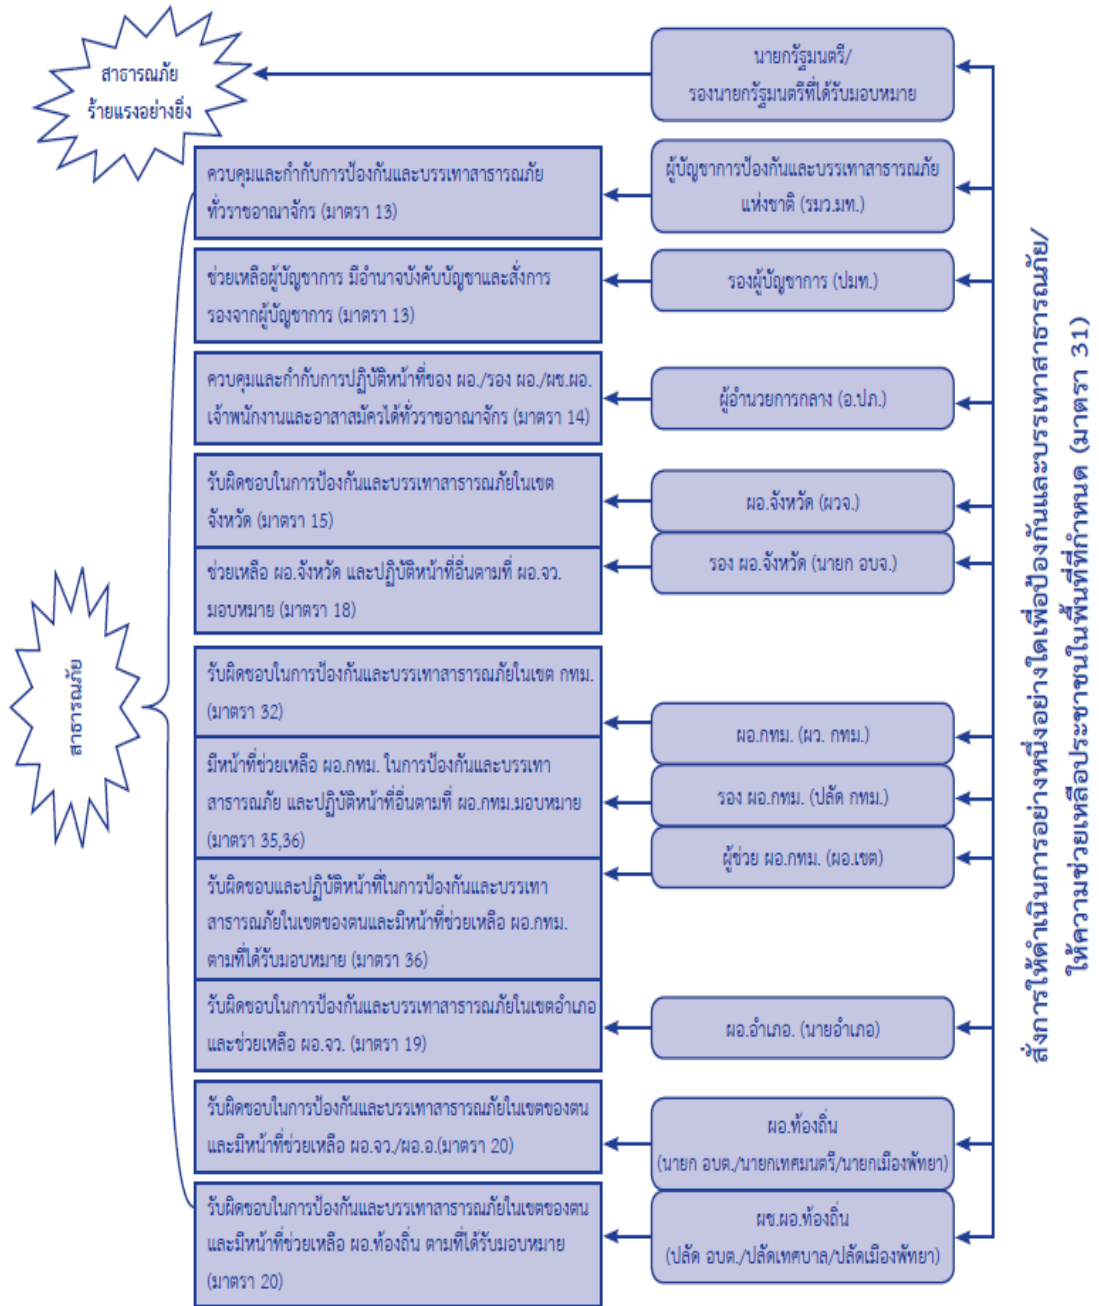 สาธารณภัย
ร้ายแรงอย่างยิ่ง
นายกรัฐมนตรี/
รองนายกรัฐมนตรีที่ได้รับมอบหมาย
ควบคุมและกำกับการป้องกันและบรรเทาสาธารณภัย
ทั่วราชอาณาจักร (มาตรา 13)
ผู้บัญชาการป้องกันและบรรเทาสาธารณภัย
แห่งชาติ (รมว.มท.)
ช่วยเหลือผู้บัญชาการ มีอำนาจบังคับบัญชาและสั่งการ
รองจากผู้บัญชาการ (มาตรา 13)
รองผู้บัญชาการ (ปมท.)
ควบคุมและกำกับการปฏิบัติหน้าที่ของ ผอ./รอง ผอ./ผช.ผอ.
เจ้าพนักงานและอาสาสมัครได้ทั่วราชอาณาจักร (มาตรา 14)
ผู้อำนวยการกลาง (อ.ปภ.)
รับผิดชอบในการป้องกันและบรรเทาสาธารณภัยในเขต
จังหวัด (มาตรา 15)
ผอ.จังหวัด (ผวจ.)
ช่วยเหลือ ผอ.จังหวัด และปฏิบัติหน้าที่อื่นตามที่ ผอ.จว.
มอบหมาย (มาตรา 18)
รอง ผอ.จังหวัด (นายก อบจ.)
รับผิดชอบในการป้องกันและบรรเทาสาธารณภัยในเขต กทม.
(มาตรา 32)
ผอ.กทม. (ผว. กทม.)
มีหน้าที่ช่วยเหลือ ผอ.กทม. ในการป้องกันและบรรเทา
สาธารณภัย และปฏิบัติหน้าที่อื่นตามที่ ผอ.กทม.มอบหมาย
(มาตรา 35,36)
รอง ผอ.กทม. (ปลัด กทม.)
ผู้ช่วย ผอ.กทม. (ผอ.เขต)
รับผิดชอบและปฏิบัติหน้าที่ในการป้องกันและบรรเทา
สาธารณภัยในเขตของตนและมีหน้าที่ช่วยเหลือ ผอ.กทม.
ตามที่ได้รับมอบหมาย (มาตรา 36)
รับผิดชอบในการป้องกันและบรรเทาสาธารณภัยในเขตอำเภอ
และช่วยเหลือ ผอ.จว. (มาตรา 19)
ผอ.อำเภอ. (นายอำเภอ)
รับผิดชอบในการป้องกันและบรรเทาสาธารณภัยในเขตของตน
และมีหน้าที่ช่วยเหลือ ผอ.จว./ผอ.อ.(มาตรา 20)
ผอ.ท้องถิ่น
(นายก อบต./นายกเทศมนตรี/นายกเมืองพัทยา)
รับผิดชอบในการป้องกันและบรรเทาสาธารณภัยในเขตของตน
และมีหน้าที่ช่วยเหลือ ผอ.ท้องถิ่น ตามที่ได้รับมอบหมาย
(มาตรา 20)
ผช.ผอ.ท้องถิ่น
(ปลัด อบต./ปลัดเทศบาล/ปลัดเมืองพัทยา)
สาธารณภัย
สั่งการให้ดำเนินการอย่างหนึ่งอย่างใดเพื่อป้องกันและบรรเทาสาธารณภัย/
ให้ความช่วยเหลือประชาชนในพื้นที่ที่กำหนด (มาตรา 31)